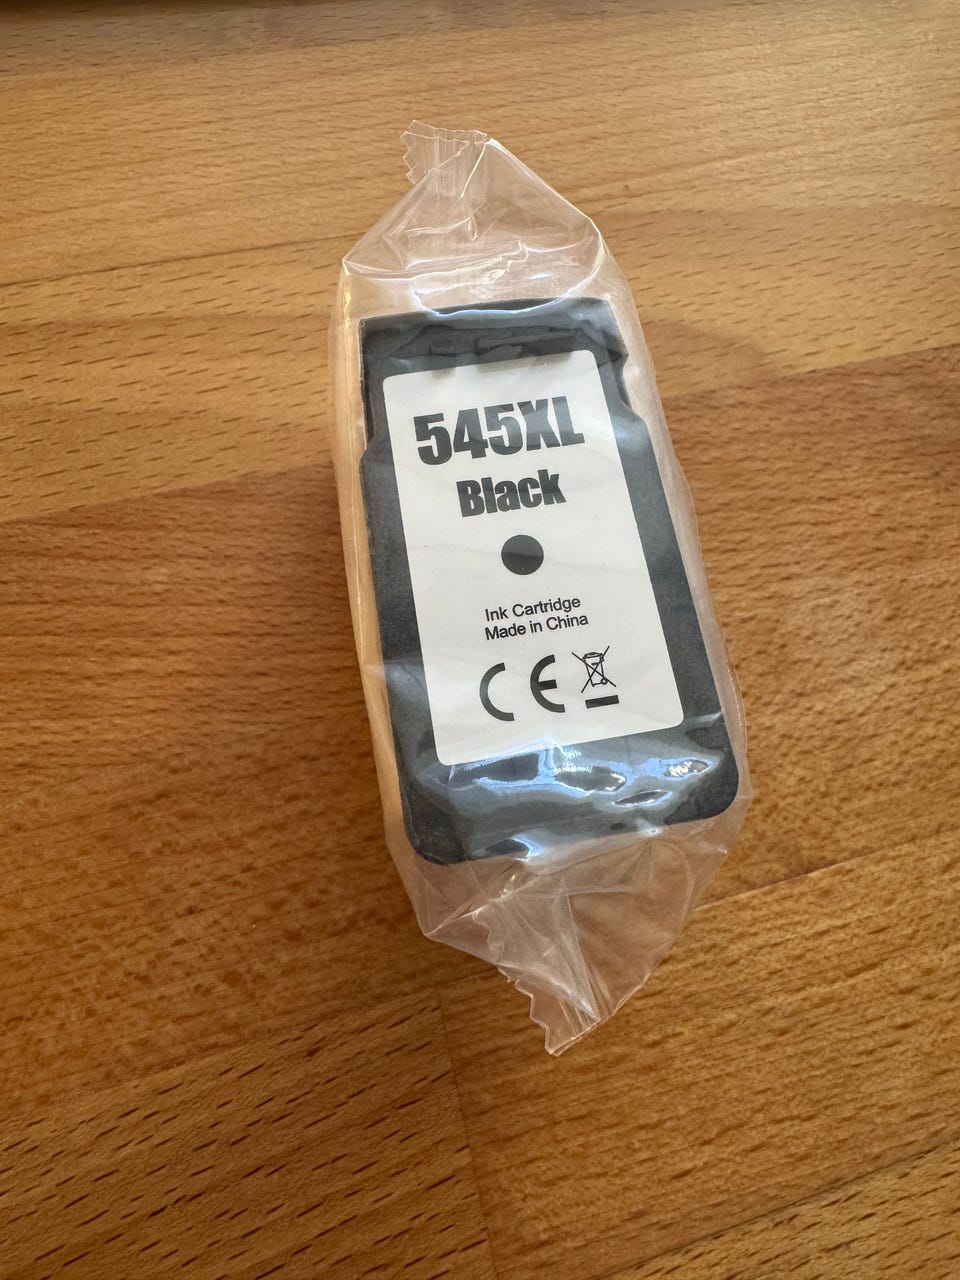 545XL
Black
Ink Cartridge
Made in China
CE